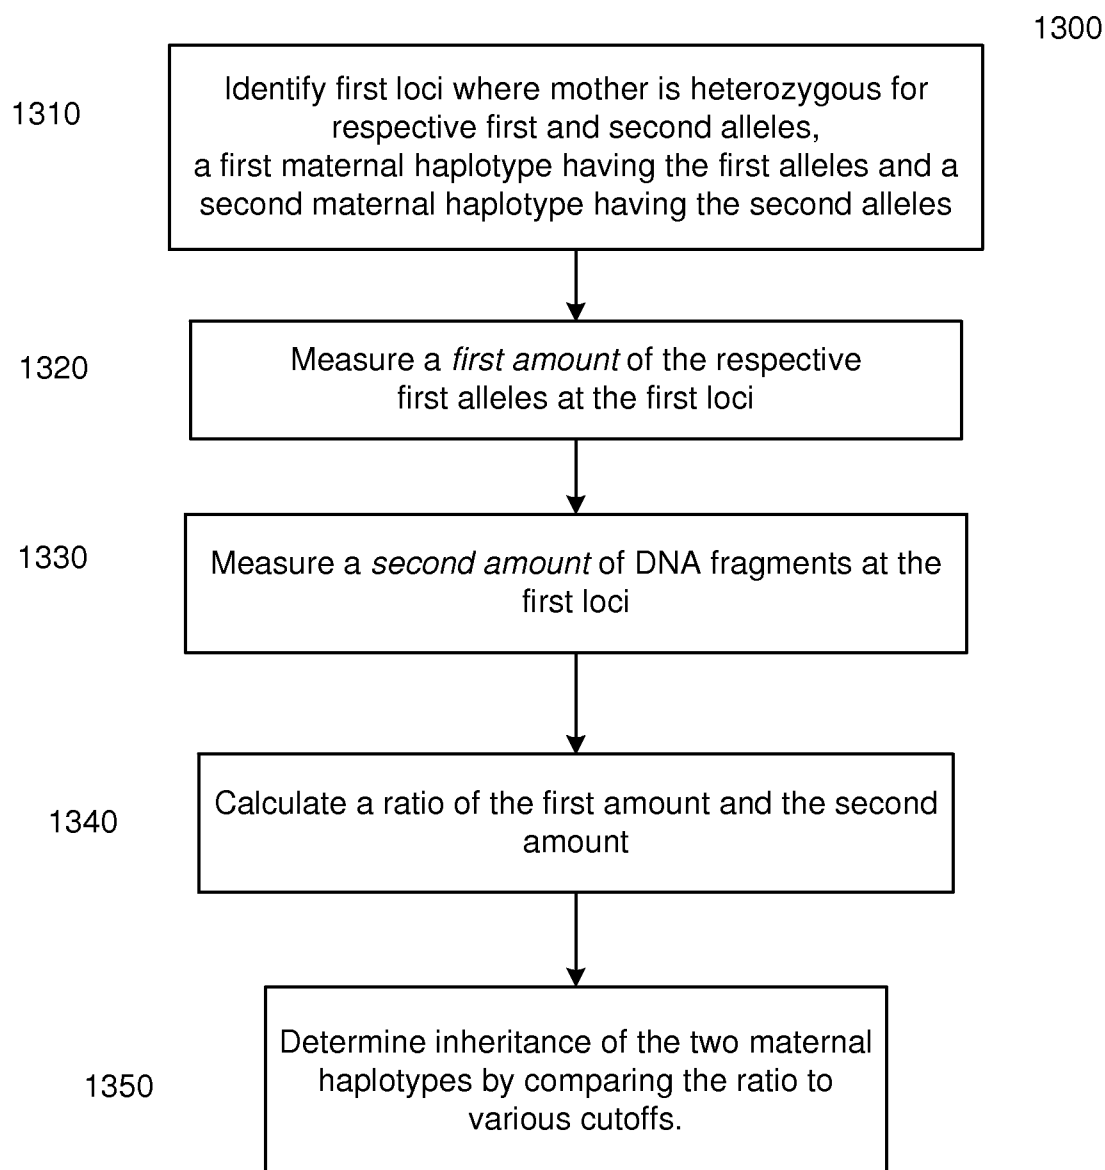 1300
1310
Identify first loci where mother is heterozygous for
respective first and second alleles,
a first maternal haplotype having the first alleles and a
second maternal haplotype having the second alleles
1320
Measure a first amount of the respective
first alleles at the first loci
1330
Measure a second amount of DNA fragments at the
first loci
1340
Calculate a ratio of the first amount and the second
amount
1350
Determine inheritance of the two maternal
haplotypes by comparing the ratio to
various cutoffs.